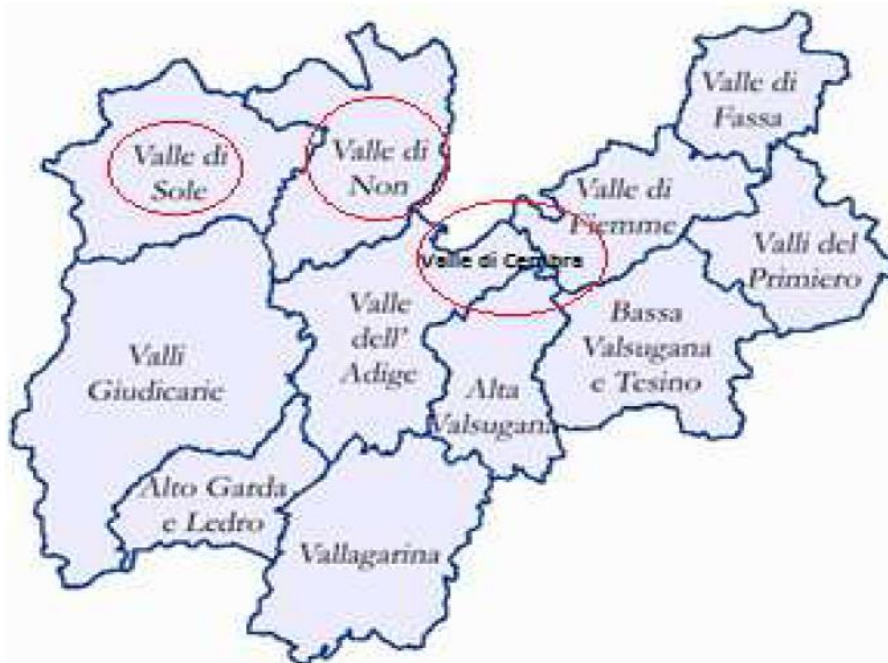 Valle di
Fassa
Valle di
Sole
Valle di
Non
Valle di
Fiemme
Valli del
Primiero
Valle di Cembra
Valle
dell'
Adige
Bassa
Valsugana
e Tesino
Valli
Giudicarie
Alta
Valsugana
Alto Garda
e Ledro
Vallagarina